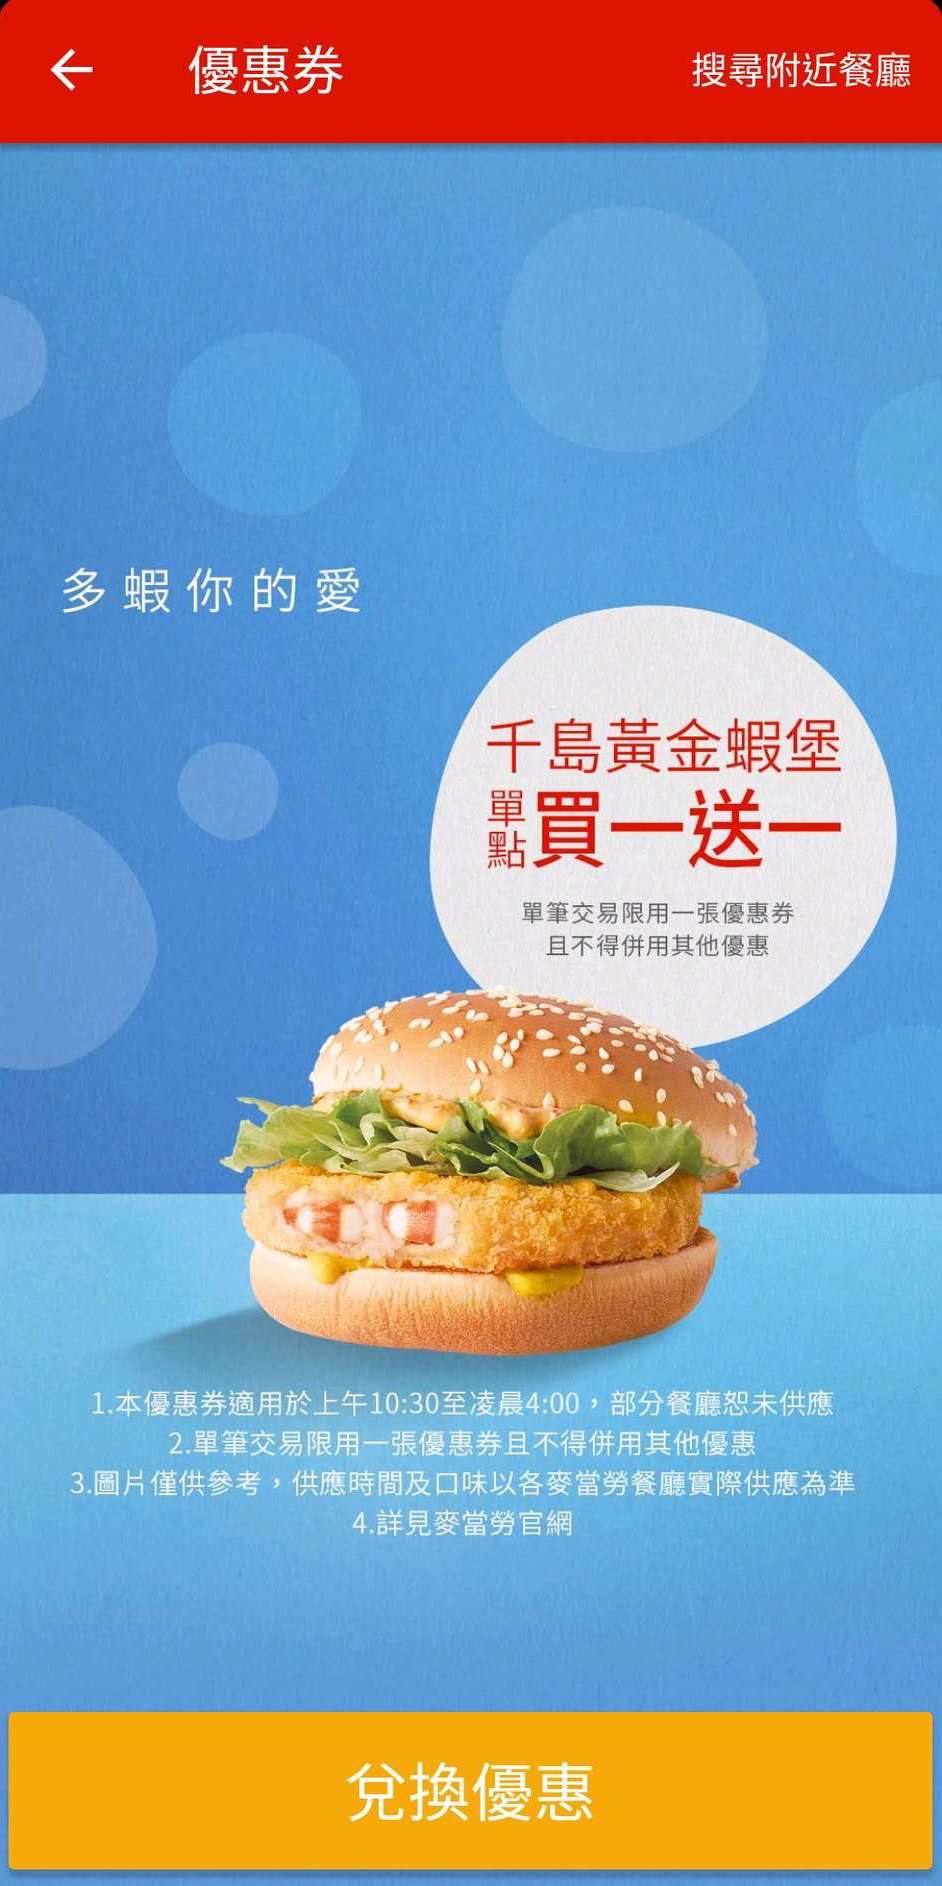 優惠券
搜尋附近餐廳
多蝦你的愛
千島黃金蝦堡
單點買一送一
單筆交易限用一張優惠券
且不得併用其他優惠
1.本優惠券適用於上午10:30至凌晨4:00，部分餐廳恕未供應
2.單筆交易限用一張優惠券且不得併用其他優惠
3.圖片僅供參考，供應時間及口味以各麥當勞餐廳實際供應為準
4.詳見麥當勞官網
兌換優惠